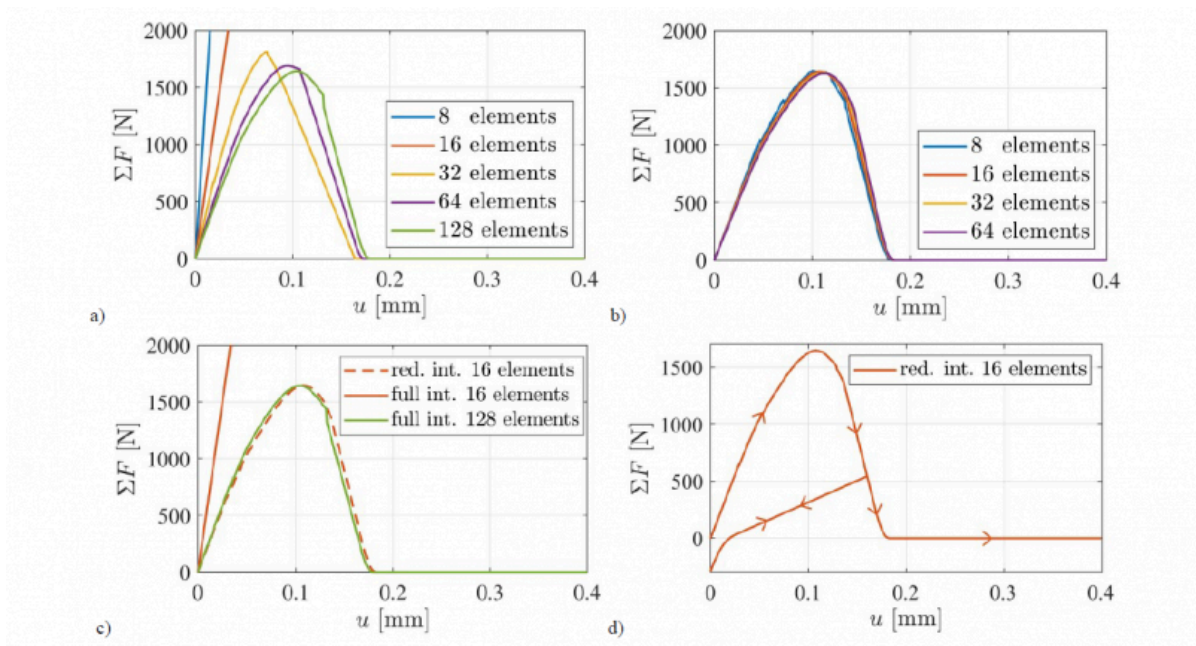 2000
1500
1000
500
0
ΣF [N]
0
0.1
0.2
0.3
0.4
u [mm]
8 elements
16 elements
32 elements
64 elements
128 elements
a)
2000
1500
1000
500
0
ΣF [N]
0
0.1
0.2
0.3
0.4
u [mm]
8 elements
16 elements
32 elements
64 elements
b)
2000
1500
1000
500
0
ΣF [N]
0
0.1
0.2
0.3
0.4
u [mm]
red. int. 16 elements
full int. 16 elements
full int. 128 elements
c)
1500
1000
500
0
ΣF [N]
0
0.1
0.2
0.3
0.4
u [mm]
red. int. 16 elements
d)